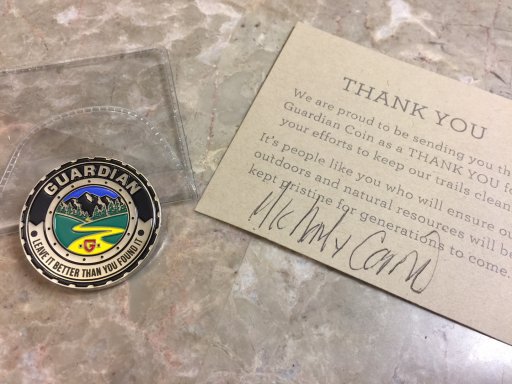 GUARDIAN
G
LEAVE IT BETTER THAN YOU FOUND IT
THANK YOU
We are proud to be sending you th
Guardian Coin as a THANK YOU fo
your efforts to keep our trails clean
It's people like you who will ensure ou
outdoors and natural resources will be
kept pristine for generations to come.